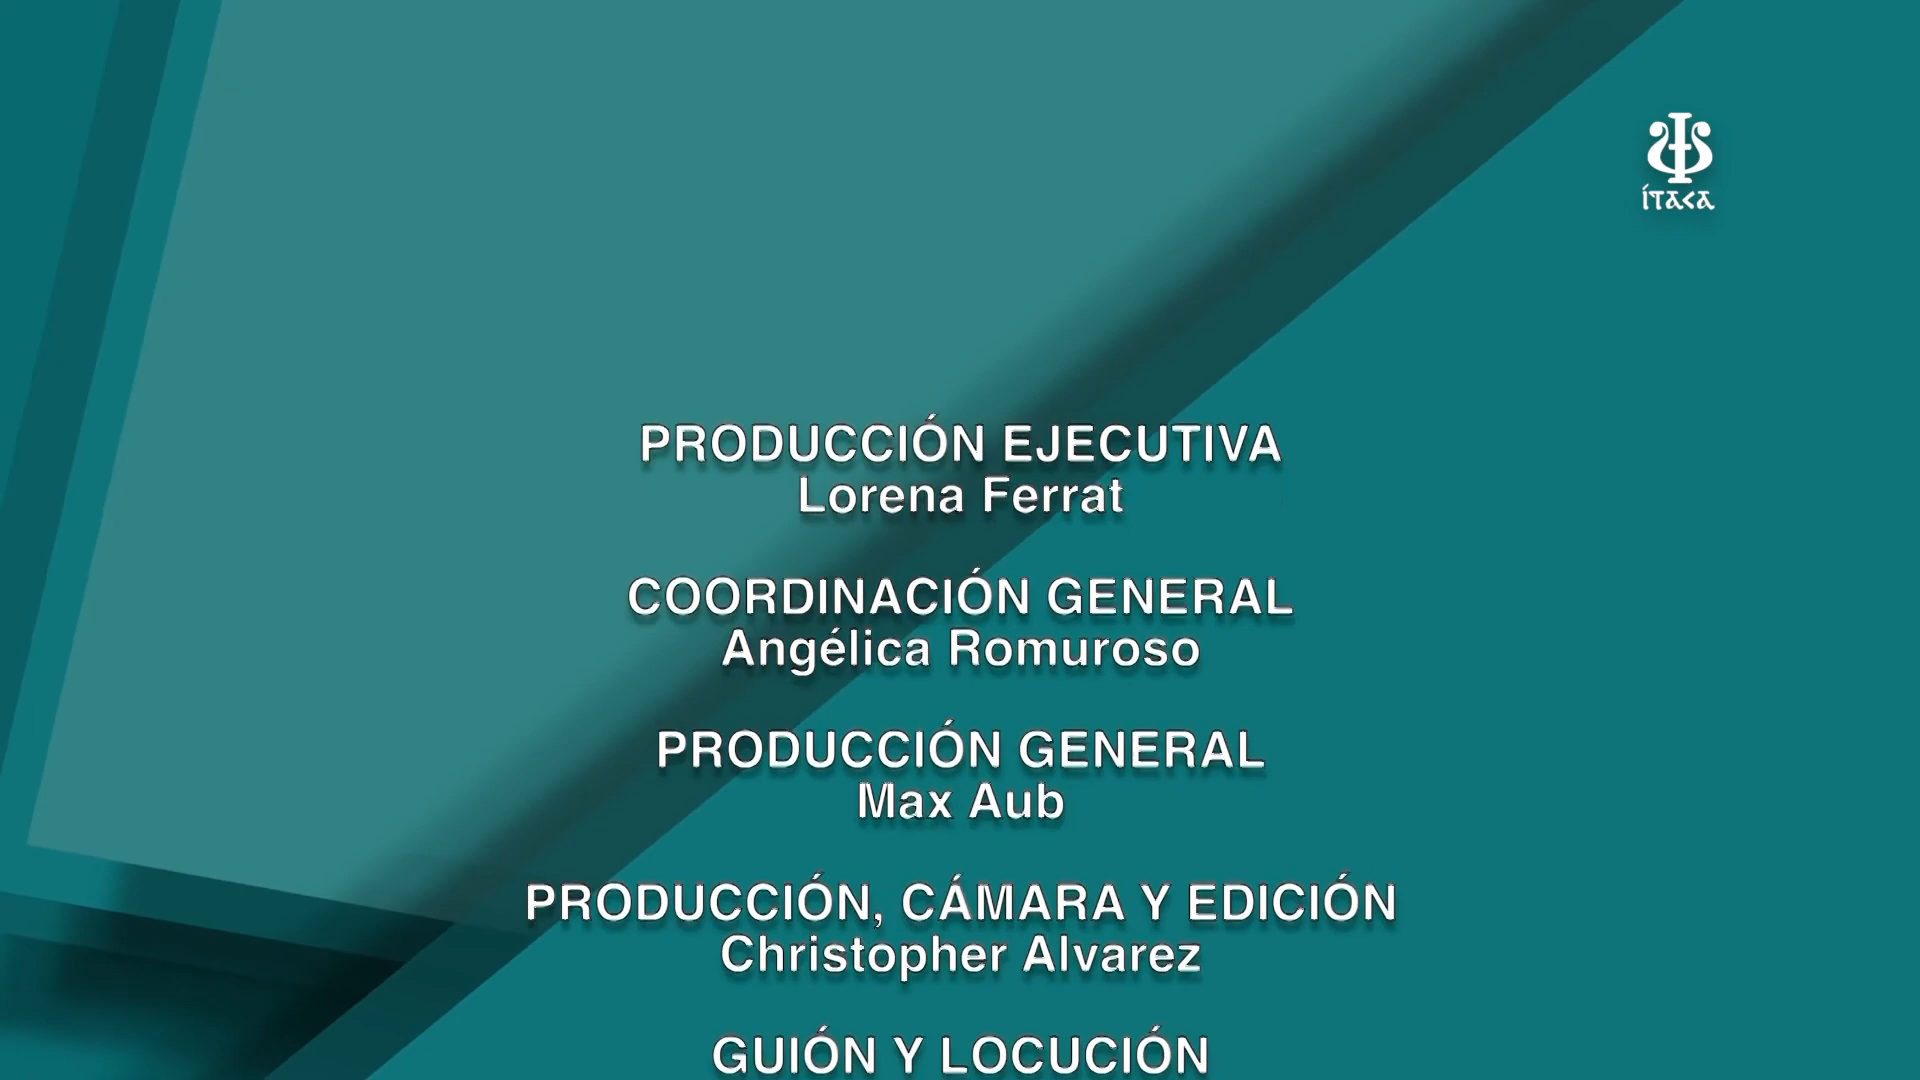 ÍTACA
PRODUCCIÓN EJECUTIVA
Lorena Ferrat
COORDINACIÓN GENERAL
Angélica Romuroso
PRODUCCIÓN GENERAL
Max Aub
PRODUCCIÓN, CÁMARA Y EDICIÓN
Christopher Alvarez
GUIÓN Y LOCUCIÓN